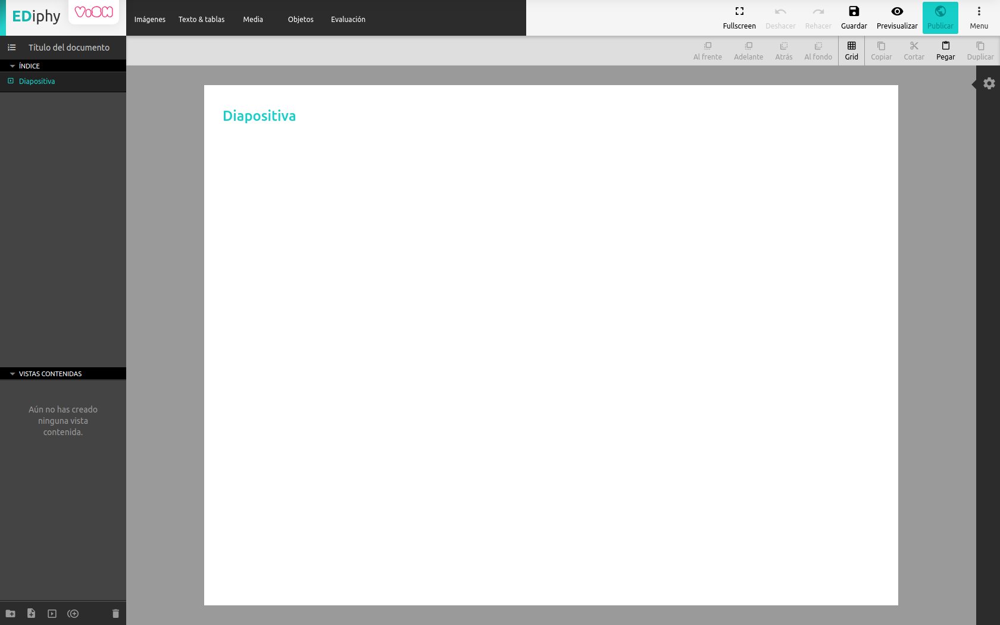 EDiphy
ViSH
Imágenes
Texto & tablas
Media
Objetos
Evaluación
Fullscreen
Deshacer
Rehacer
Guardar
Previsualizar
Publicar
Menu
Título del documento
Al frente
Adelante
Atrás
Al fondo
Grid
Copiar
Cortar
Pegar
Duplicar
ÍNDICE
Diapositiva
Diapositiva
VISTAS CONTENIDAS
Aún no has creado
ninguna vista
contenida.